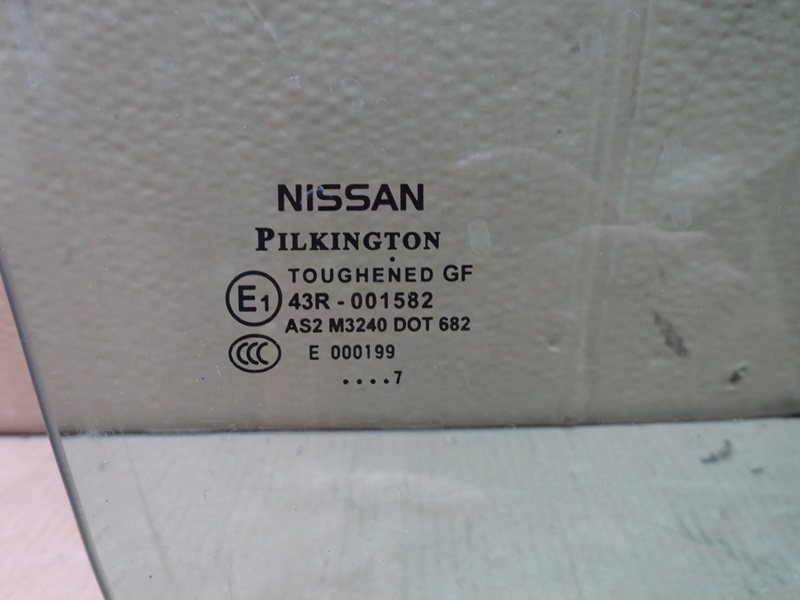 NISSAN
PILKINGTON
TOUGHENED GF
E1 43R - 001582
AS2 M3240 DOT 682
CCC E 000199
....7